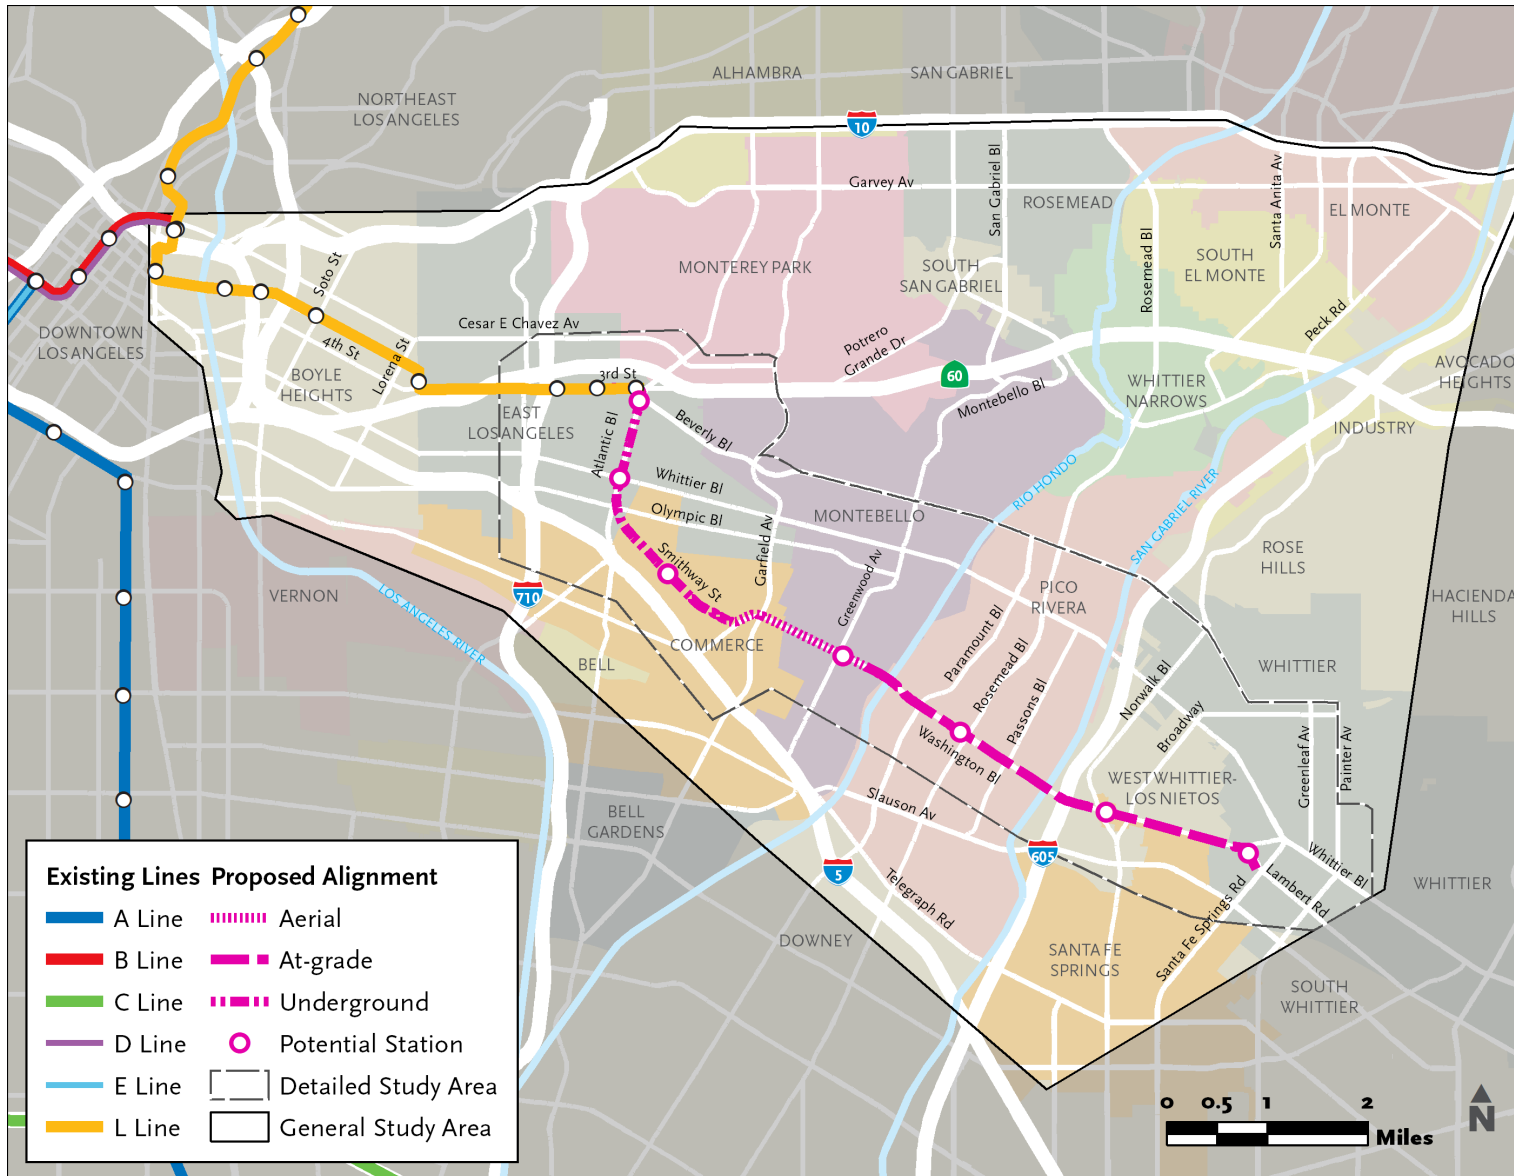 ALHAMBRA
SAN GABRIEL
NORTHEAST
LOS ANGELES
10
Garvey Av
San Gabriel Bl
ROSEMEAD
Santa Anita Av
EL MONTE
MONTEREY PARK
SOUTH
SAN GABRIEL
Rosemead Bl
SOUTH
EL MONTE
Soto St
DOWNTOWN
LOS ANGELES
Cesar E Chavez Av
4th St
Lorena St
BOYLE
HEIGHTS
Potrero
Grande Dr
Peck Rd
AVOCADO
HEIGHTS
3rd St
60
Montebello Bl
WHITTIER
NARROWS
EAST
LOS ANGELES
Atlantic Bl
Beverly Bl
INDUSTRY
Whittier Bl
Olympic Bl
MONTEBELLO
RIO HONDO
SAN GABRIEL RIVER
Garfield Av
Smithway St
Greenwood Av
ROSE
HILLS
710
VERNON
LOS ANGELES RIVER
PICO
RIVERA
HACIENDA
HILLS
COMMERCE
BELL
Paramount Bl
Rosemead Bl
Passons Bl
Norwalk Bl
Broadway
WHITTIER
Greenleaf Av
Painter Av
Washington Bl
WEST WHITTIER-
LOS NIETOS
Slauson Av
BELL
GARDENS
605
5
Whittier Bl
Lambert Rd
WHITTIER
Telegraph Rd
Santa Fe Springs Rd
DOWNEY
SANTA FE
SPRINGS
SOUTH
WHITTIER
Existing Lines
A Line
B Line
C Line
D Line
E Line
L Line
Proposed Alignment
Aerial
At-grade
Underground
Potential Station
Detailed Study Area
General Study Area
0 0.5 1 2
Miles
N